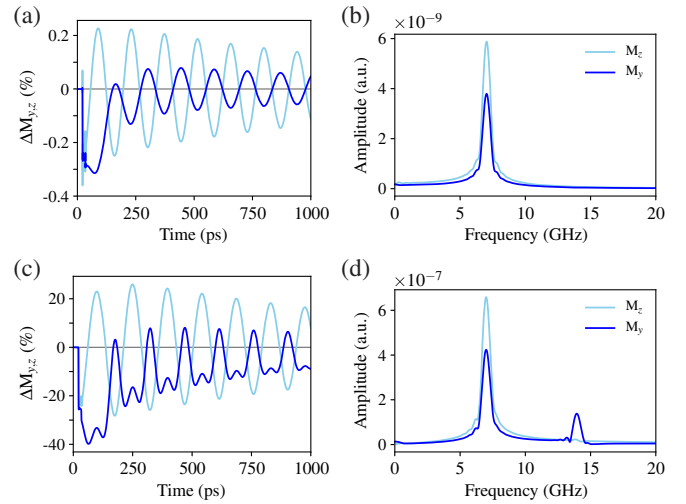 (a)
0.2
0
-0.2
-0.4
ΔM_{y,z} (%)
0 250 500 750 1000
Time (ps)
(b)
×10⁻⁹
6
4
2
0
Amplitude (a.u.)
M_z
M_y
0 5 10 15 20
Frequency (GHz)
(c)
20
0
-20
-40
ΔM_{y,z} (%)
0 250 500 750 1000
Time (ps)
(d)
×10⁻⁷
6
4
2
0
Amplitude (a.u.)
M_z
M_y
0 5 10 15 20
Frequency (GHz)